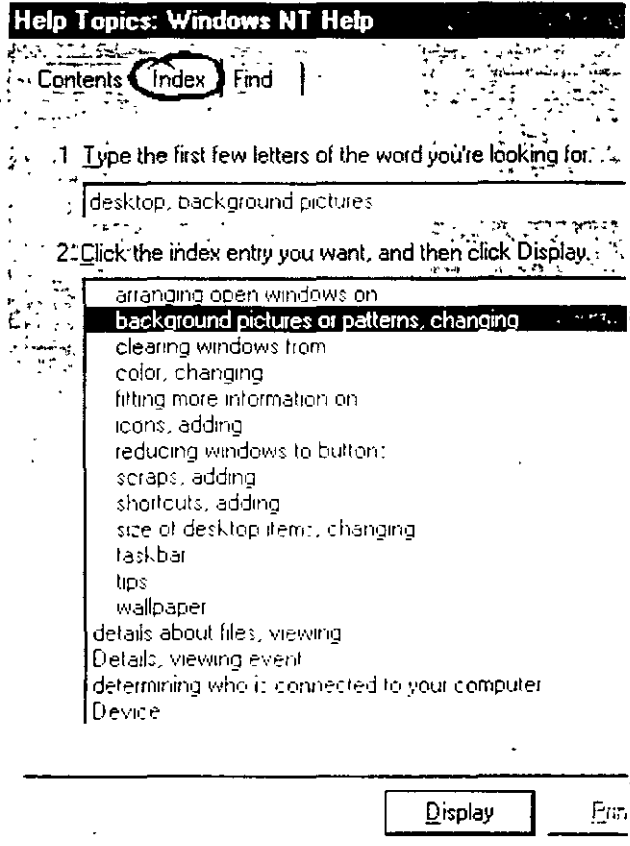 Help Topics: Windows NT Help
Contents Index Find
1 Type the first few letters of the word you're looking for.
desktop, background pictures
2 Click the index entry you want, and then click Display.
arranging open windows on
background pictures or patterns, changing
clearing windows from
color, changing
fitting more information on
icons, adding
reducing windows to buttons
scraps, adding
shortcuts, adding
size of desktop items, changing
taskbar
tips
wallpaper
details about files, viewing
Details, viewing event
determining who is connected to your computer
Device
Display